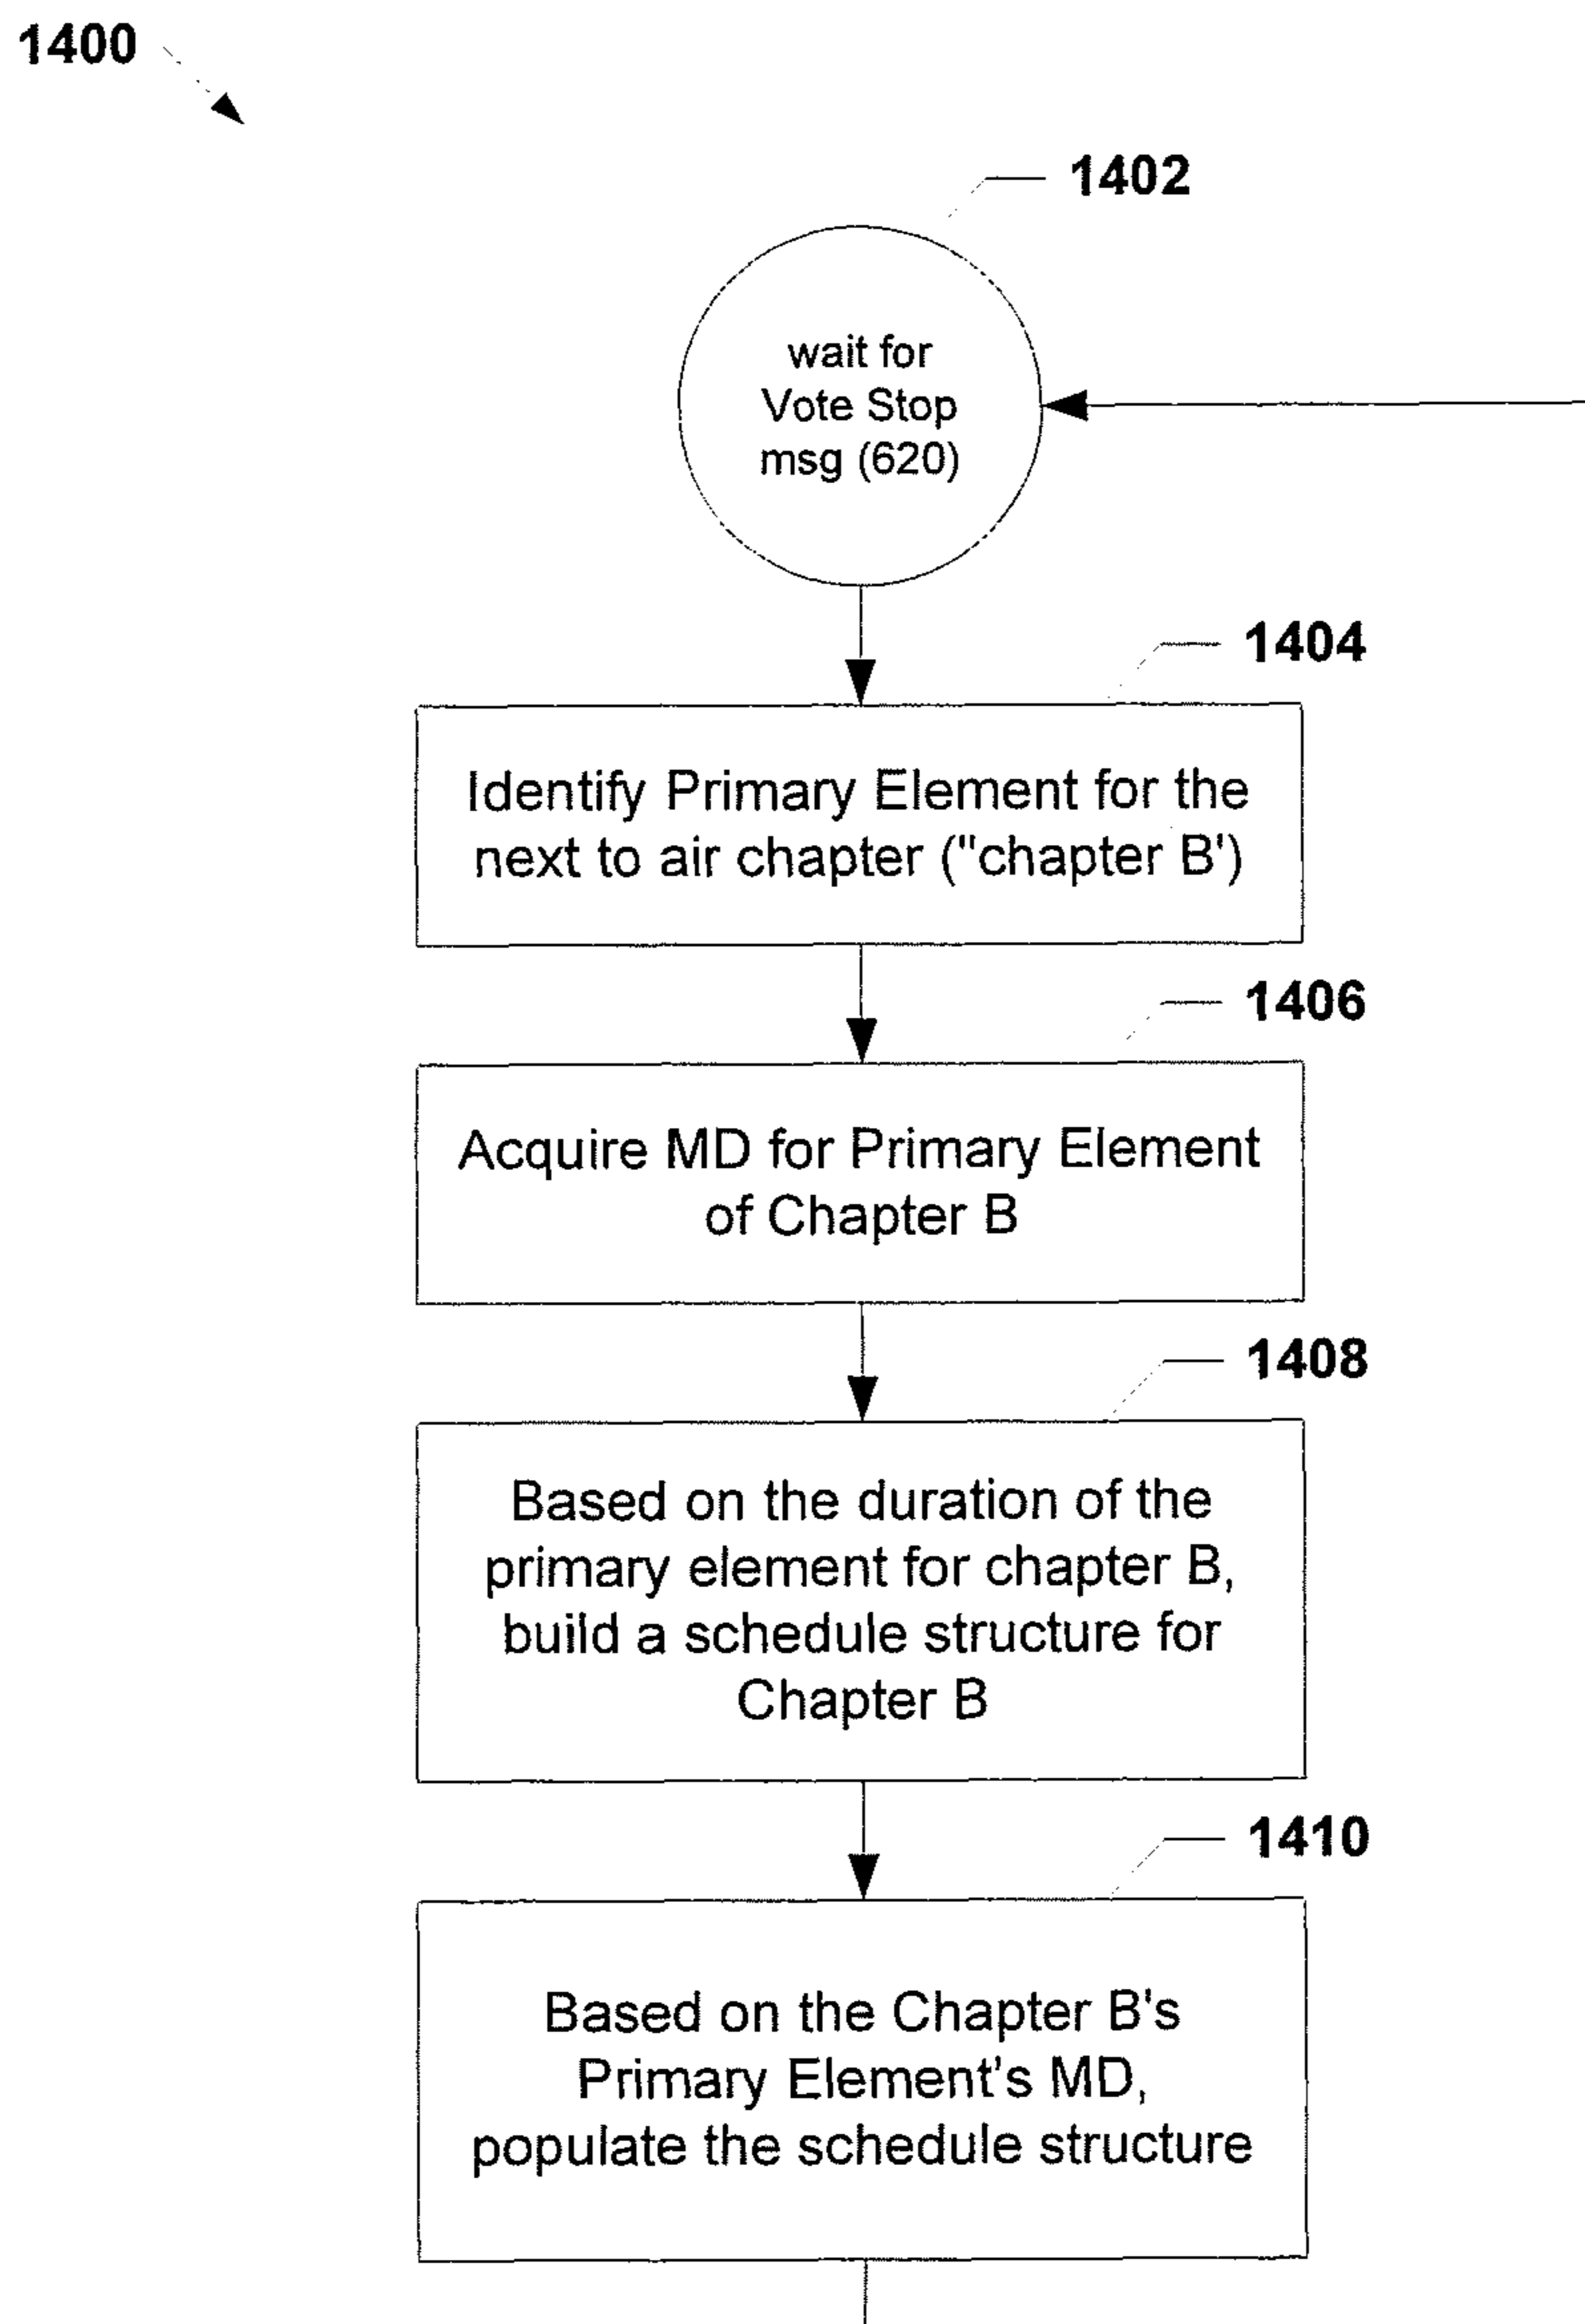 1400
1402
wait for
Vote Stop
msg (620)
1404
Identify Primary Element for the
next to air chapter ("chapter B')
1406
Acquire MD for Primary Element
of Chapter B
1408
Based on the duration of the
primary element for chapter B,
build a schedule structure for
Chapter B
1410
Based on the Chapter B's
Primary Element's MD,
populate the schedule structure